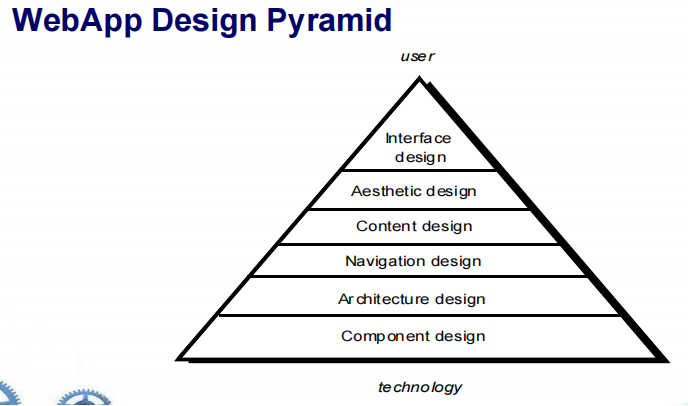 WebApp Design Pyramid
user
Interface
design
Aesthetic design
Content design
Navigation design
Architecture design
Component design
technology